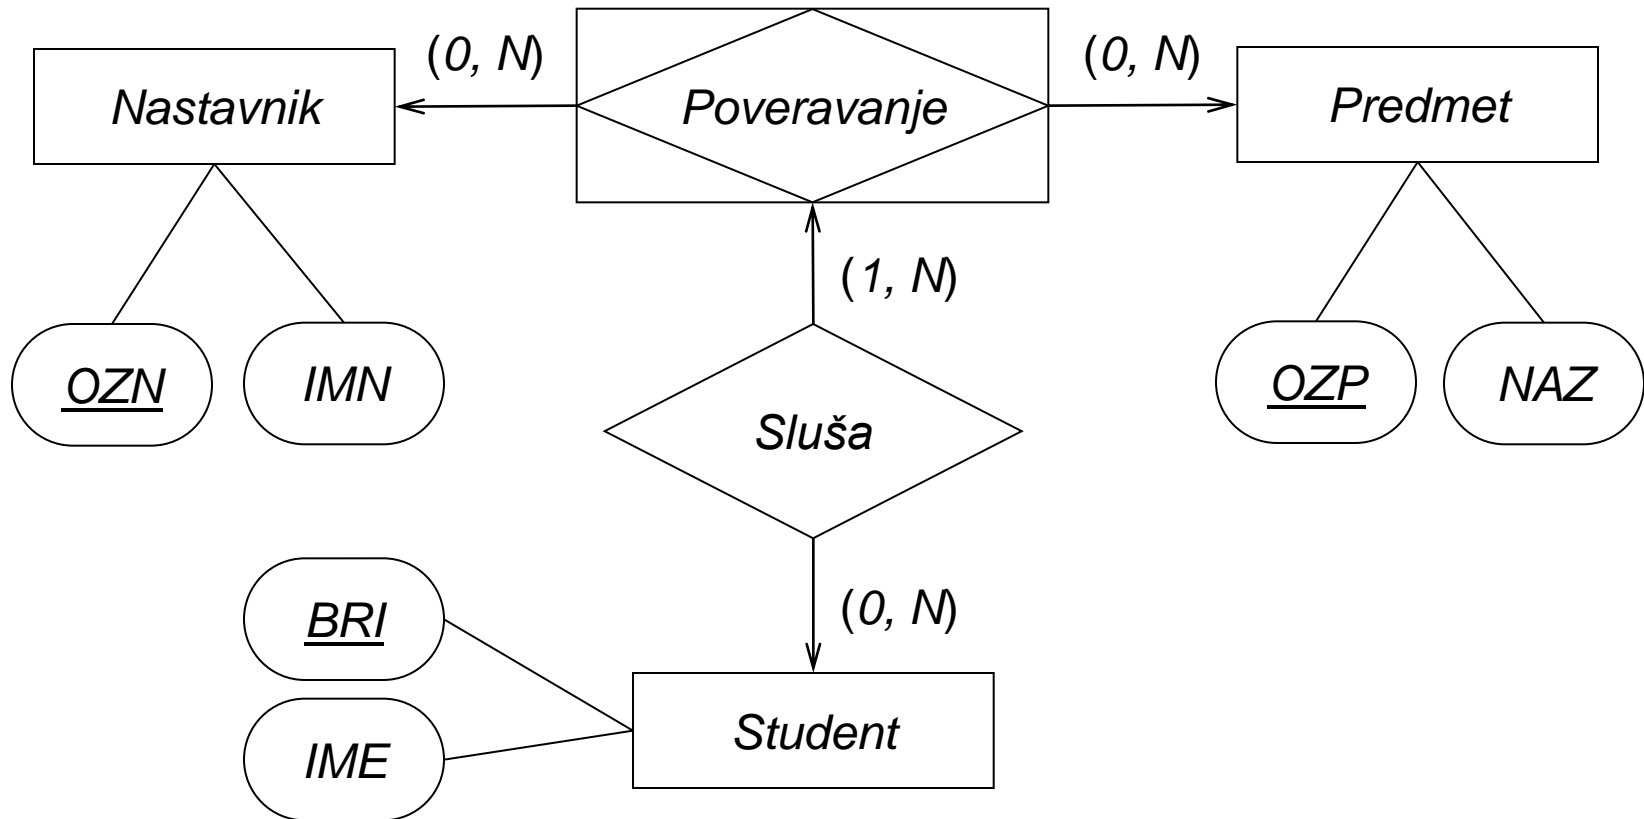 (0, N)
(0, N)
Nastavnik
Poveravanje
Predmet
(1, N)
OZN
IMN
OZP
NAZ
Sluša
BRI
(0, N)
IME
Student